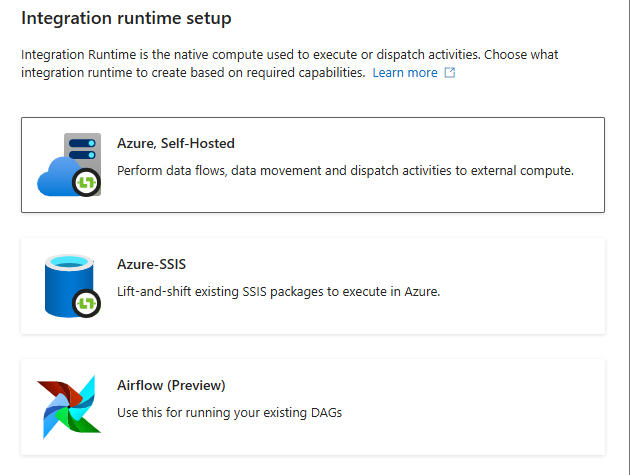 Integration runtime setup
Integration Runtime is the native compute used to execute or dispatch activities. Choose what
integration runtime to create based on required capabilities. Learn more
Azure, Self-Hosted
Perform data flows, data movement and dispatch activities to external compute.
Azure-SSIS
Lift-and-shift existing SSIS packages to execute in Azure.
Airflow (Preview)
Use this for running your existing DAGs